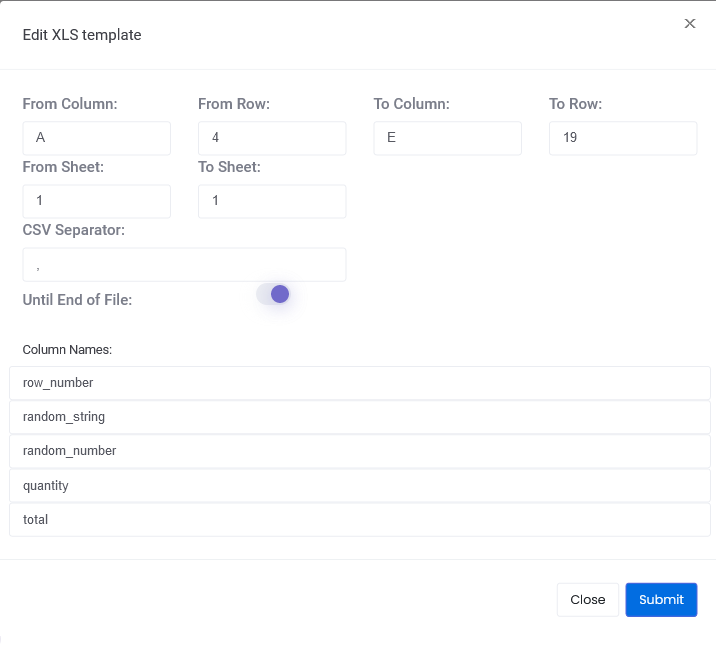 Edit XLS template
×
From Column: From Row: To Column: To Row:
A 4 E 19
From Sheet: To Sheet:
1 1
CSV Separator:
,
Until End of File:
Column Names:
row_number
random_string
random_number
quantity
total
Close Submit